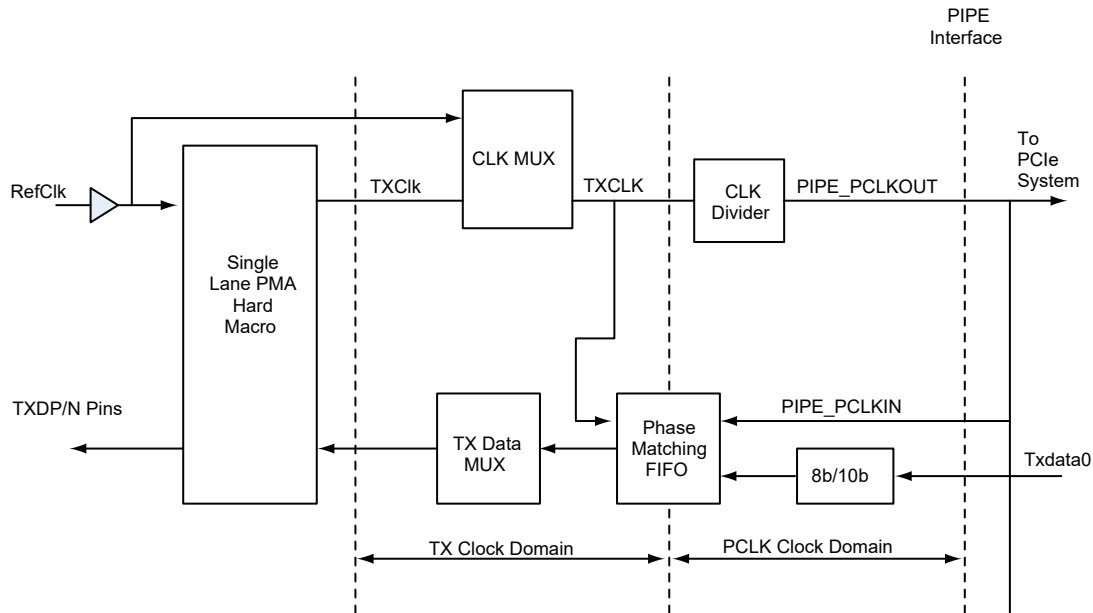 PIPE
Interface
To
PCIe
System
CLK MUX
RefClk
TXClk
TXCLK
CLK
Divider
PIPE_PCLKOUT
Single
Lane PMA
Hard
Macro
TXDP/N Pins
TX Data
MUX
Phase
Matching
FIFO
PIPE_PCLKIN
8b/10b
Txdata0
TX Clock Domain
PCLK Clock Domain